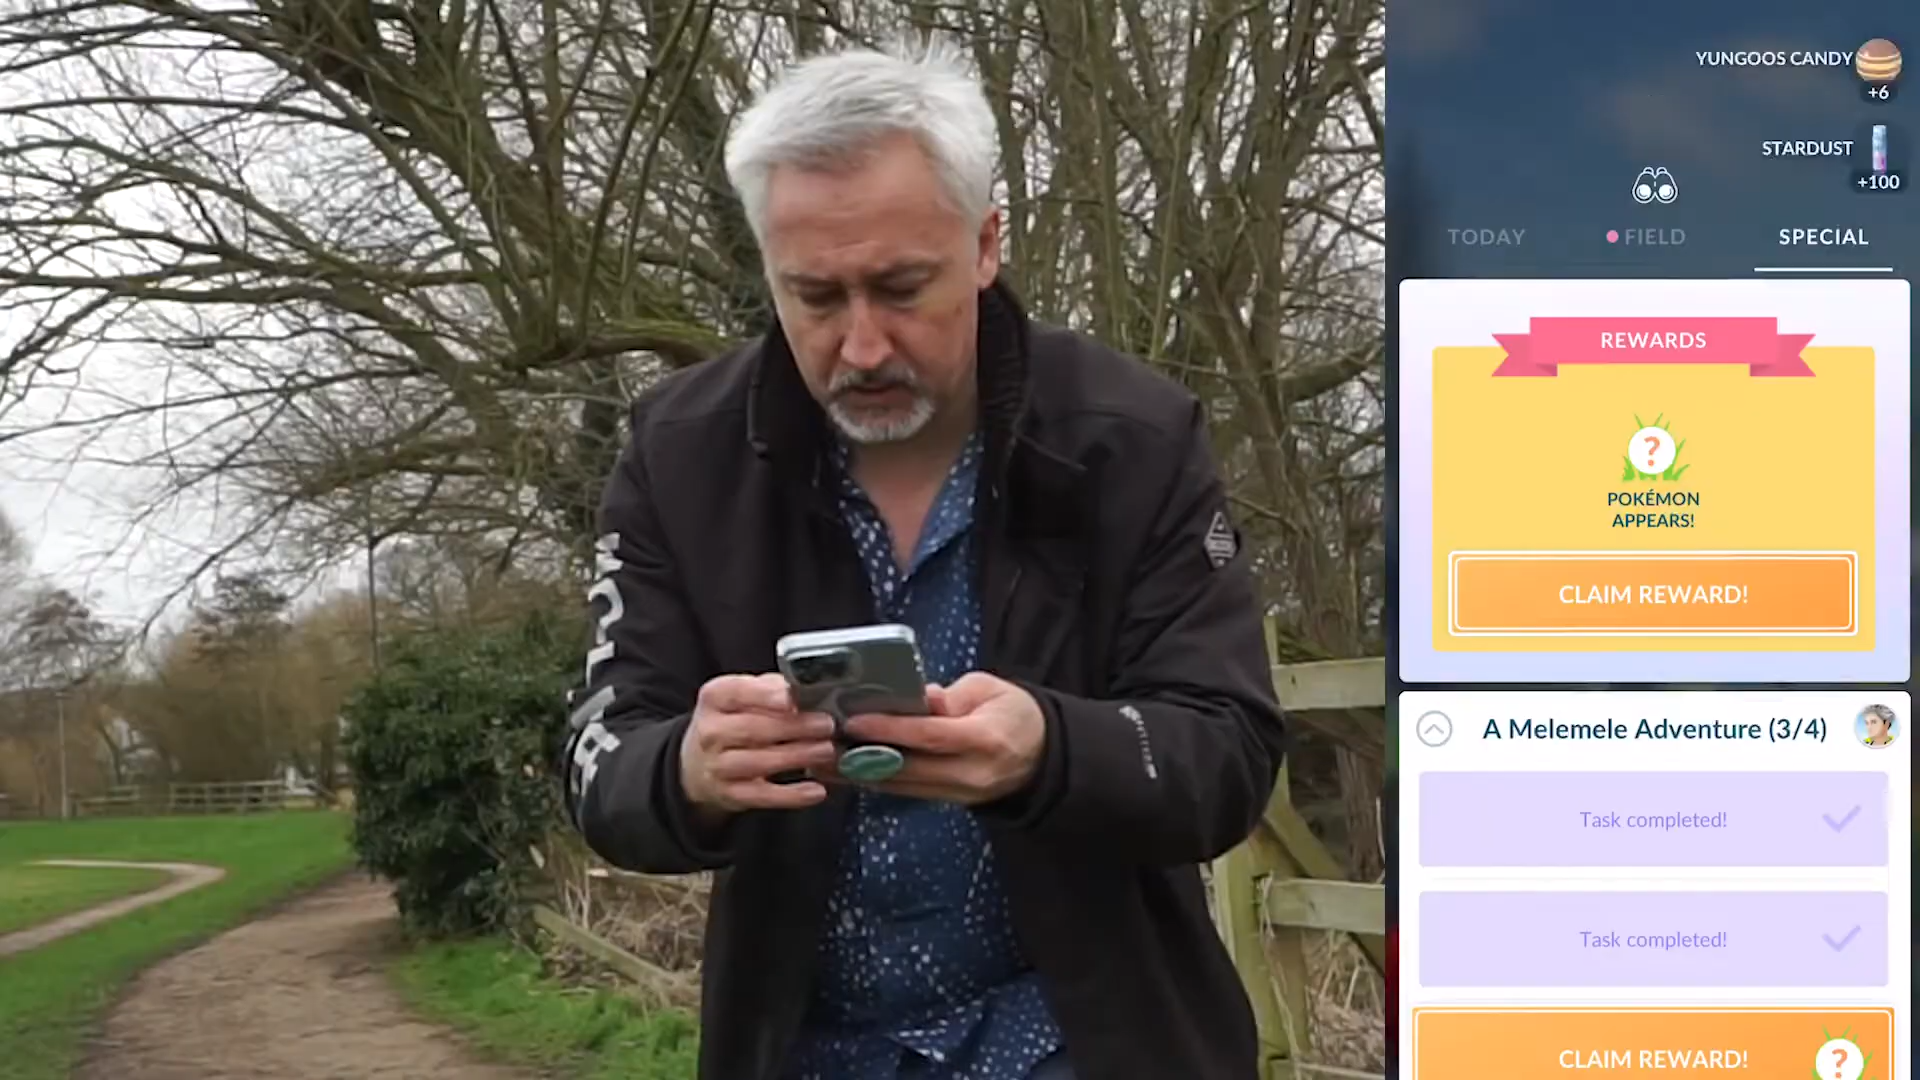 YUNGOOS CANDY
+6
STARDUST
+100
TODAY
FIELD
SPECIAL
REWARDS
?
POKÉMON
APPEARS!
CLAIM REWARD!
A Melemele Adventure (3/4)
Task completed!
Task completed!
CLAIM REWARD!
?